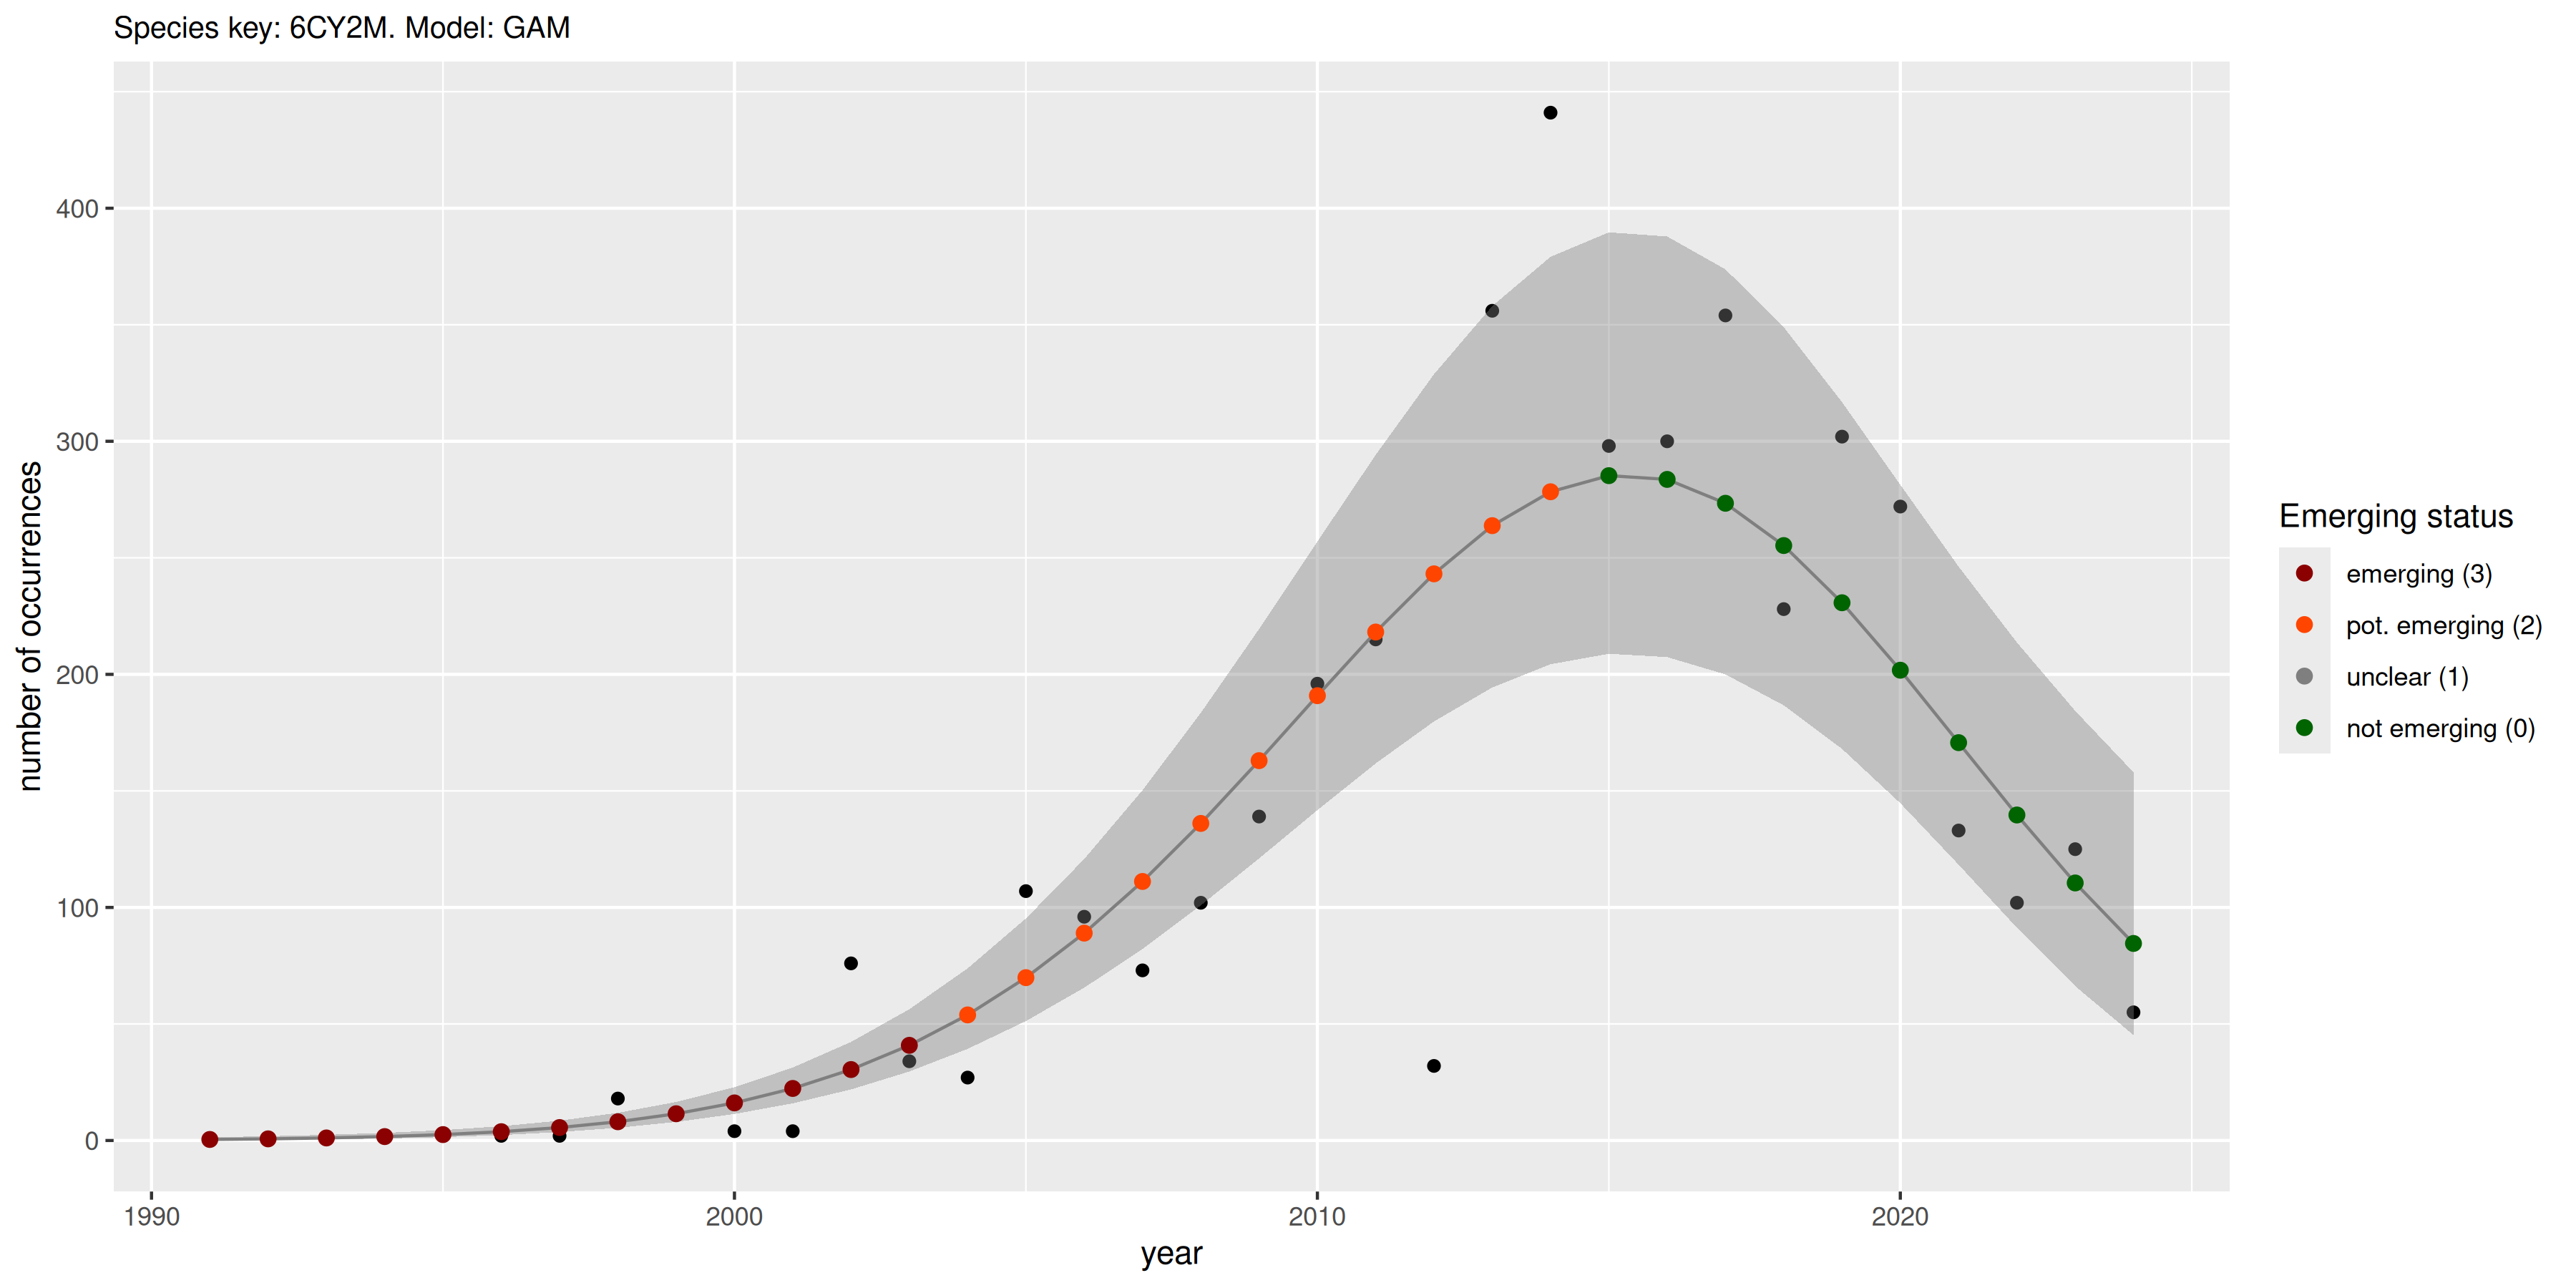 Species key: 6CY2M. Model: GAM
number of occurrences
400
300
200
100
0
1990
2000
2010
2020
year
Emerging status
emerging (3)
pot. emerging (2)
unclear (1)
not emerging (0)